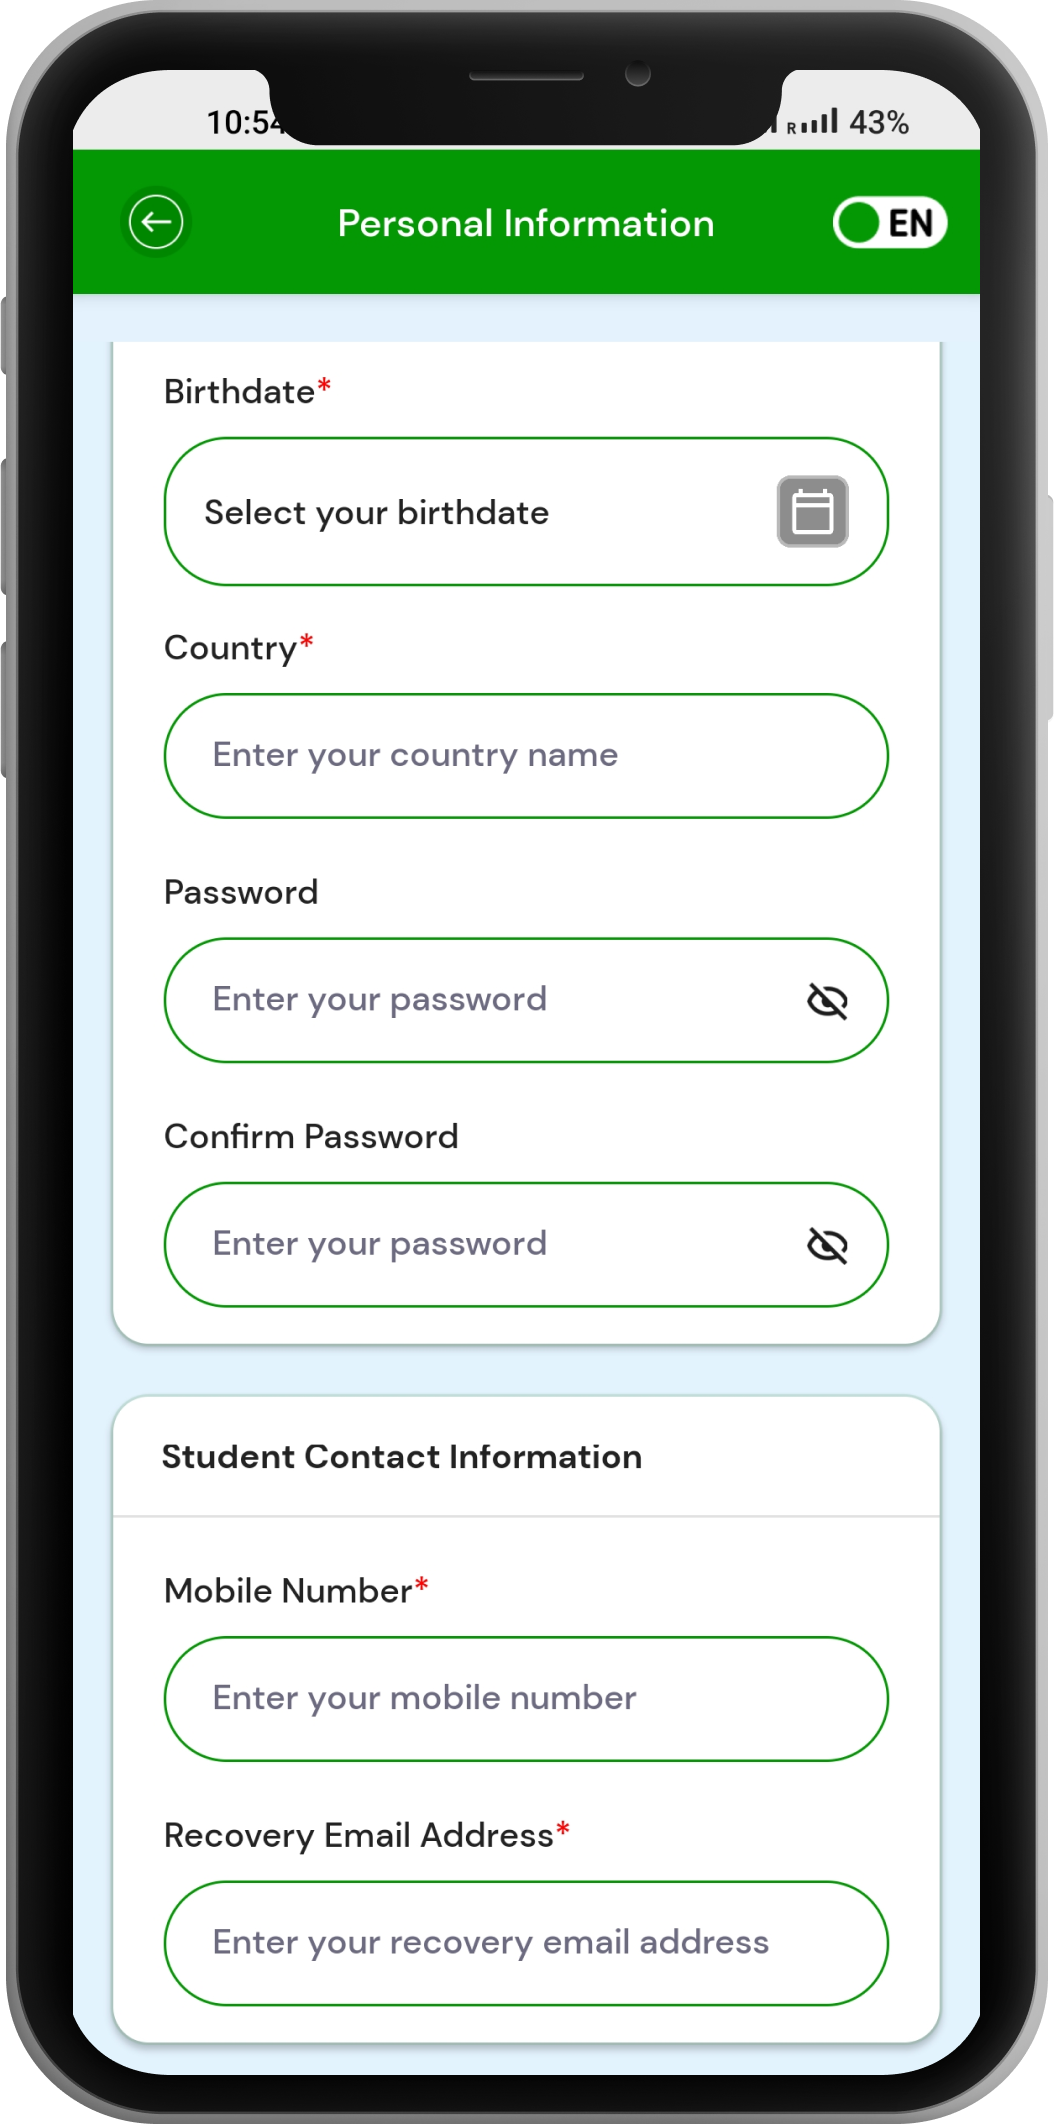 10:54
R 43%
Personal Information
EN
Birthdate*
Select your birthdate
Country*
Enter your country name
Password
Enter your password
Confirm Password
Enter your password
Student Contact Information
Mobile Number*
Enter your mobile number
Recovery Email Address*
Enter your recovery email address